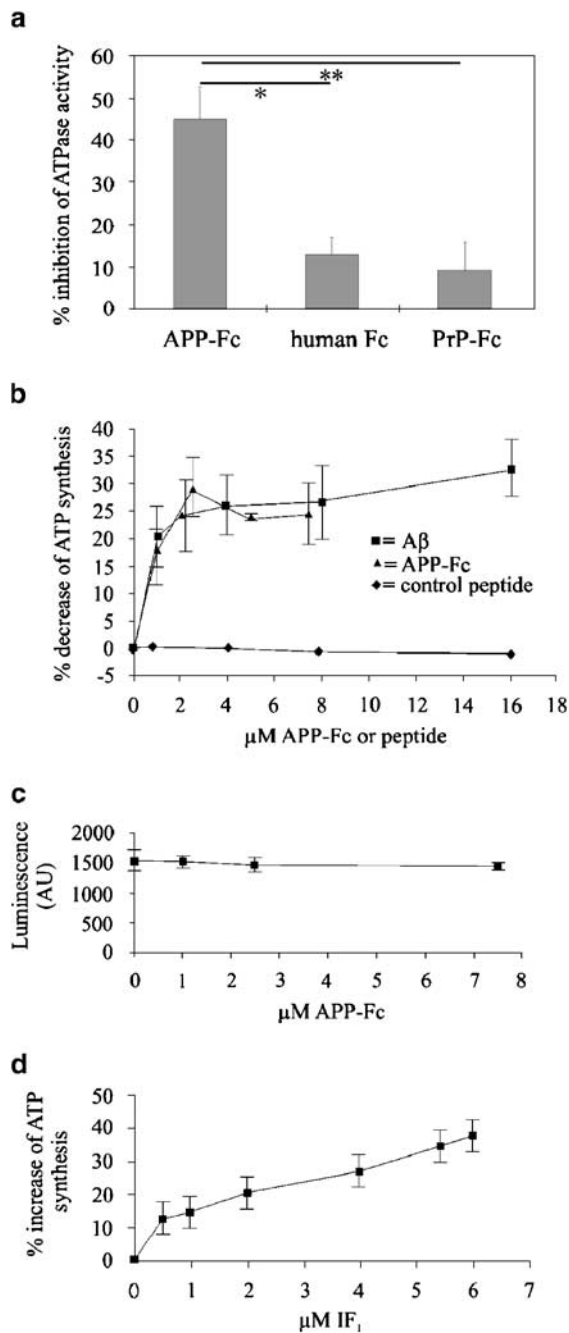 a
60
50
40
30
20
10
0
% inhibition of ATPase activity
**
*
APP-Fc human Fc PrP-Fc
b
40
35
30
25
20
15
10
5
0
-5
% decrease of ATP synthesis
■= Aβ
▲= APP-Fc
◆= control peptide
0 2 4 6 8 10 12 14 16 18
μM APP-Fc or peptide
c
2000
1500
1000
500
0
Luminescence
(AU)
0 1 2 3 4 5 6 7 8
μM APP-Fc
d
50
40
30
20
10
0
% increase of ATP
synthesis
0 1 2 3 4 5 6 7
μM IF₁